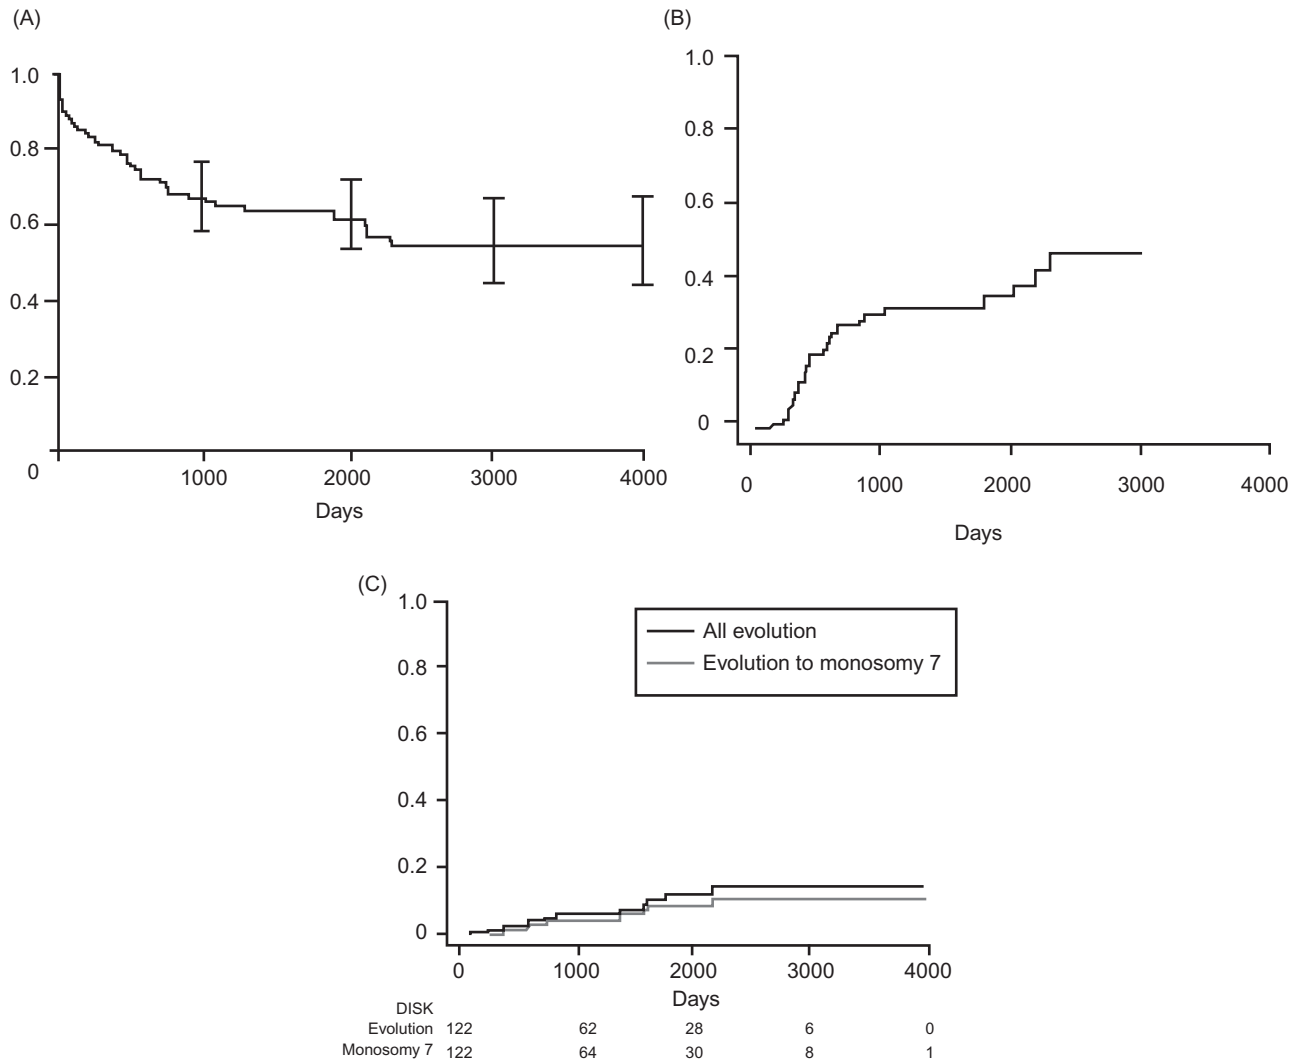 (A)
1.0
0.8
0.6
0.4
0.2
0
1000 2000 3000 4000
Days
(B)
1.0
0.8
0.6
0.4
0.2
0
0 1000 2000 3000 4000
Days
(C)
1.0
0.8
0.6
0.4
0.2
0
All evolution
Evolution to monosomy 7
0 1000 2000 3000 4000
Days
DISK
Evolution 122 62 28 6 0
Monosomy 7 122 64 30 8 1